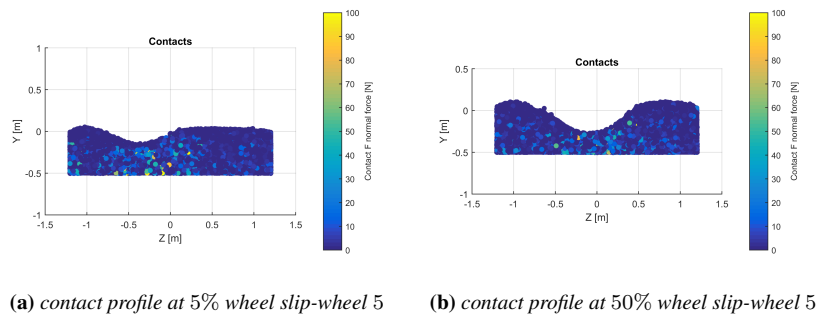 Contacts
1
0.5
0
-0.5
-1
Y [m]
-1.5 -1 -0.5 0 0.5 1 1.5
Z [m]
100
90
80
70
60
50
40
30
20
10
0
Contact F normal force [N]
(a) contact profile at 5% wheel slip-wheel 5
Contacts
0.5
0
-0.5
-1
Y [m]
-1.5 -1 -0.5 0 0.5 1 1.5
Z [m]
100
90
80
70
60
50
40
30
20
10
0
Contact F normal force [N]
(b) contact profile at 50% wheel slip-wheel 5